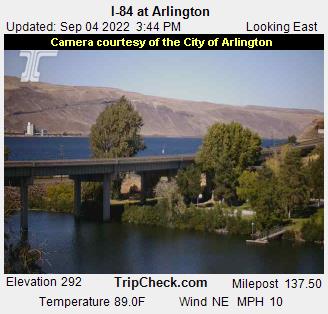 I-84 at Arlington
Updated: Sep 04 2022 3:44 PM Looking East
Camera courtesy of the City of Arlington
Elevation 292 TripCheck.com Milepost 137.50
Temperature 89.0F Wind NE MPH 10